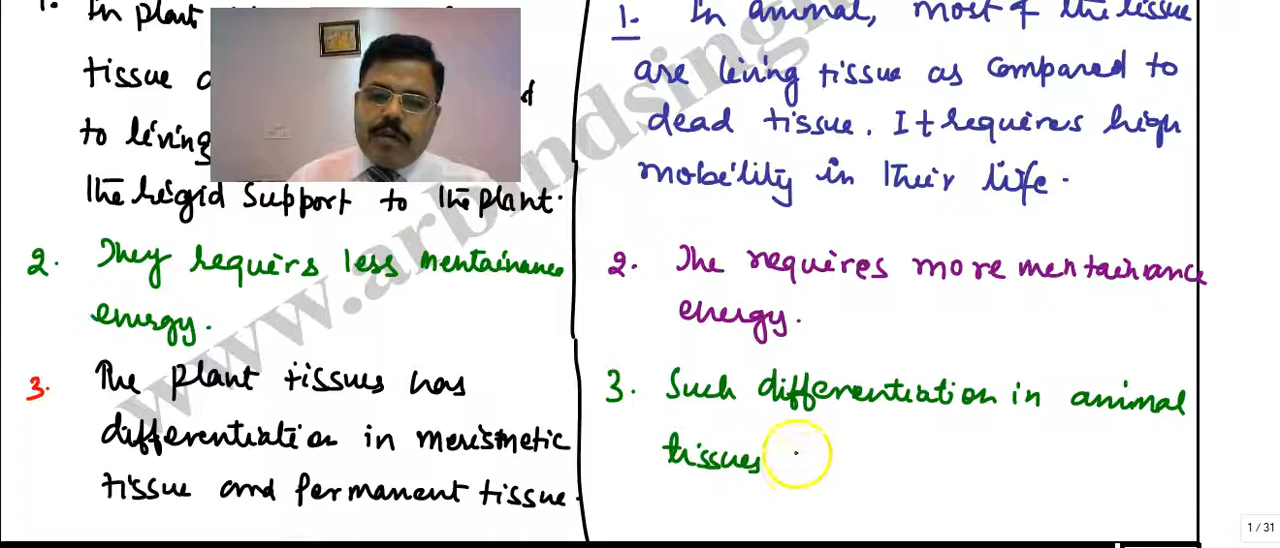 1. In plant
tissue
to living
the rigid support to the plant.
2. They requirs less mentainance
energy.
3. The plant tissues has
differentiation in merismetic
tissue and permanent tissue.
1. In animal, most of the tissue
are living tissue as compared to
dead tissue. It requires high
mobility in their life.
2. The requires more mentainance
energy.
3. Such differentiation in animal
tissues
1 / 31